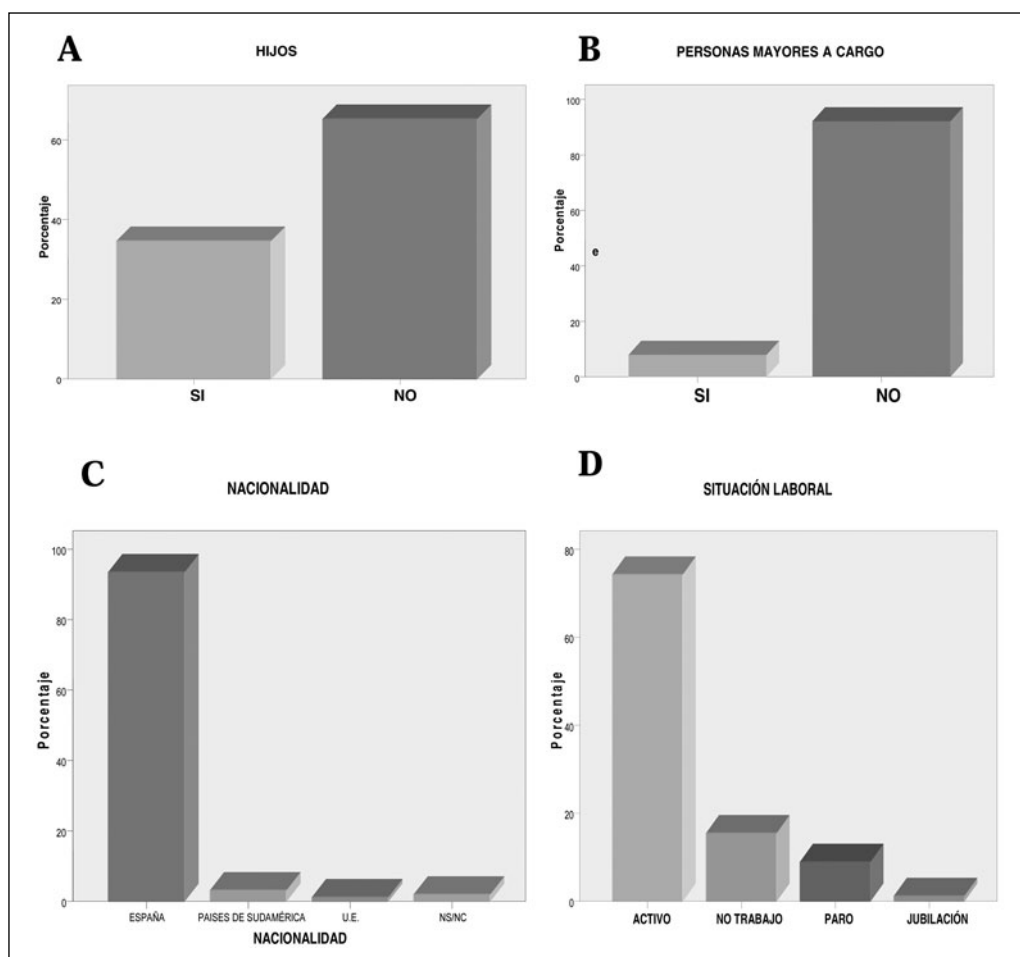 A
HIJOS
Porcentaje
60
40
20
0
SI
NO
B
PERSONAS MAYORES A CARGO
Porcentaje
100
80
60
e
40
20
0
SI
NO
C
NACIONALIDAD
Porcentaje
100
80
60
40
20
0
ESPAÑA
PAISES DE SUDAMÉRICA
U.E.
NS/NC
NACIONALIDAD
D
SITUACIÓN LABORAL
Porcentaje
80
60
40
20
0
ACTIVO
NO TRABAJO
PARO
JUBILACIÓN